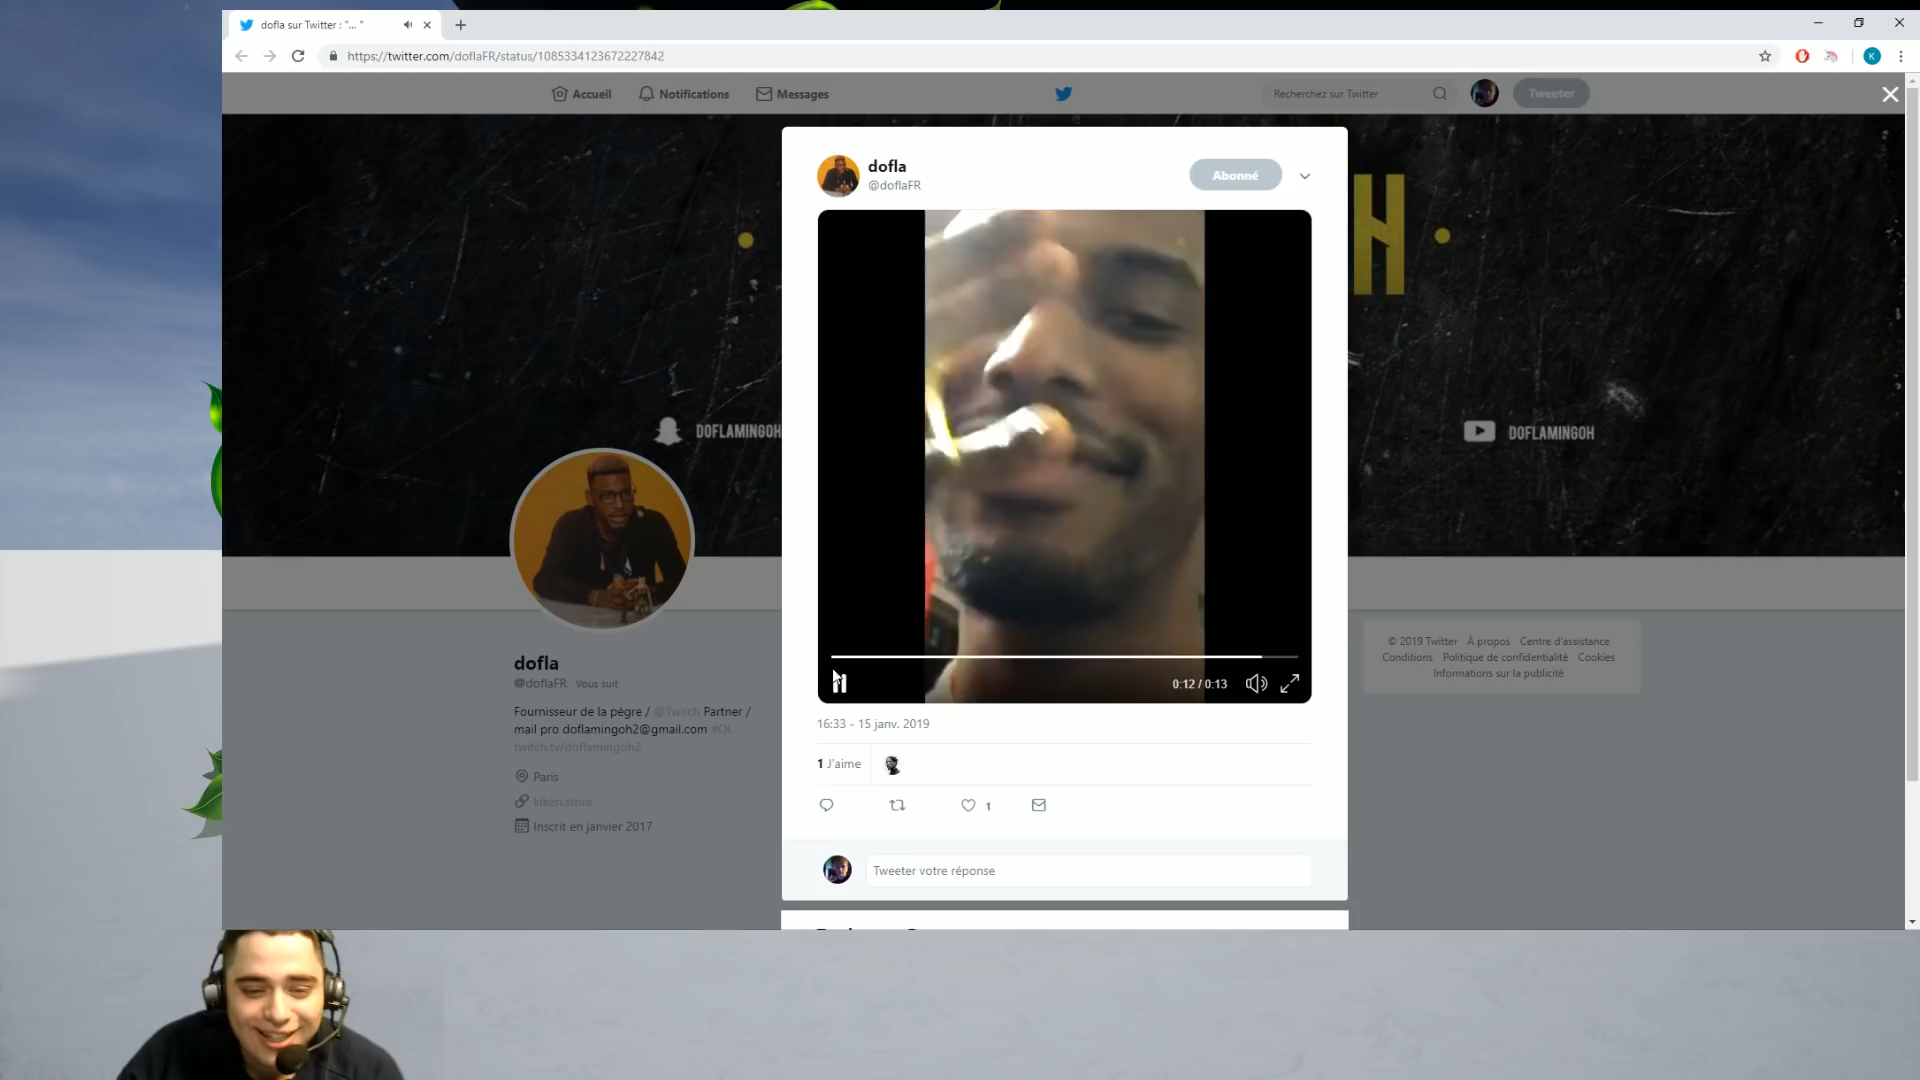 dofla sur Twitter : "... "
https://twitter.com/doflaFR/status/1085334123672227842
K
Accueil
Notifications
Messages
Recherchez sur Twitter
Tweeter
dofla
@doflaFR
Abonné
H
DOFLAMINGOH
DOFLAMINGOH
0:12 / 0:13
16:33 - 15 janv. 2019
1 J'aime
1
Tweeter votre réponse
dofla
@doflaFR Vous suit
Fournisseur de la pégre / @Twitch Partner /
mail pro doflamingoh2@gmail.com
twitch.tv/doflamingoh2
Paris
kiken.store
Inscrit en janvier 2017
© 2019 Twitter À propos Centre d'assistance
Conditions Politique de confidentialité Cookies
Informations sur la publicité